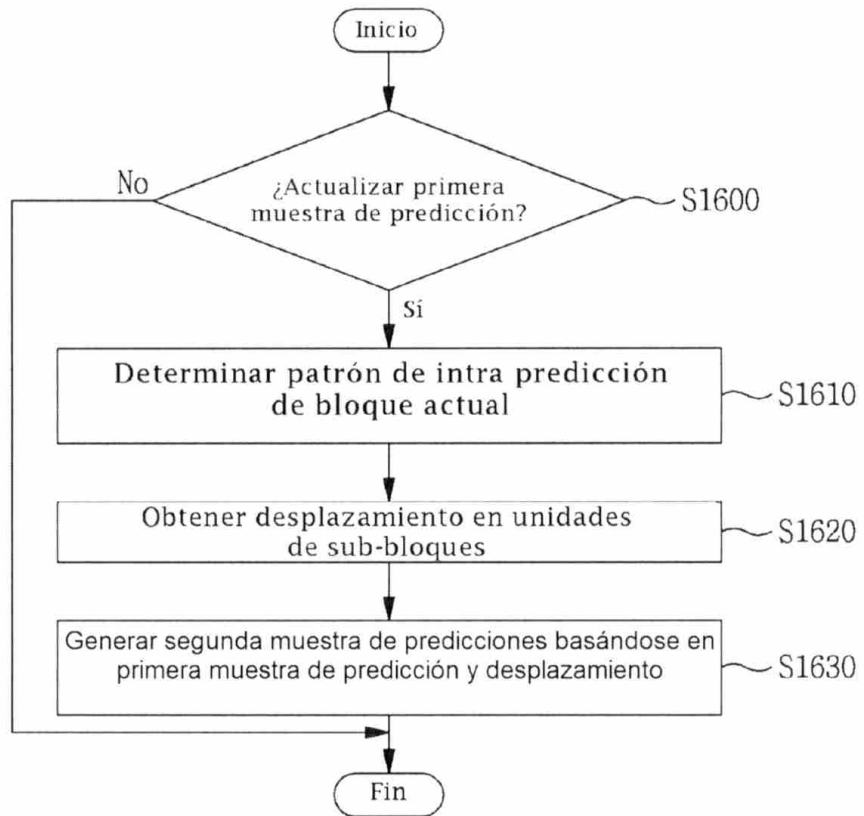 Inicio
¿Actualizar primera
muestra de predicción?
S1600
No
Sí
Determinar patrón de intra predicción
de bloque actual
S1610
Obtener desplazamiento en unidades
de sub-bloques
S1620
Generar segunda muestra de predicciones basándose en
primera muestra de predicción y desplazamiento
S1630
Fin